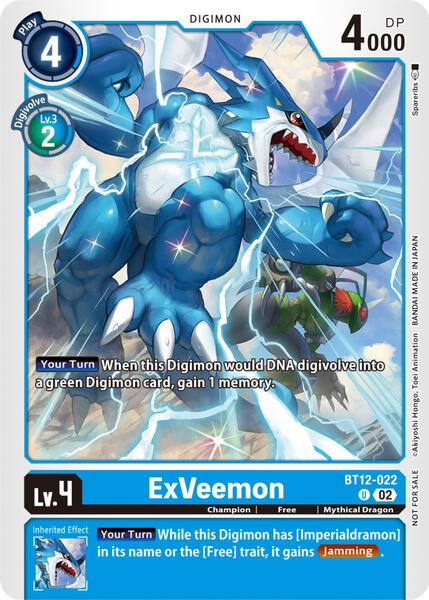 DIGIMON
Play
4
4000
DP
Digivolve
Lv.3
2
Spareribs
Your Turn When this Digimon would DNA digivolve into
a green Digimon card, gain 1 memory.
©Akiyoshi Hongo, Toei Animation BANDAI MADE IN JAPAN
NOT FOR SALE
Lv.4
ExVeemon
BT12-022
U 02
Champion Free Mythical Dragon
Inherited Effect
Your Turn While this Digimon has [Imperialdramon]
in its name or the [Free] trait, it gains Jamming .